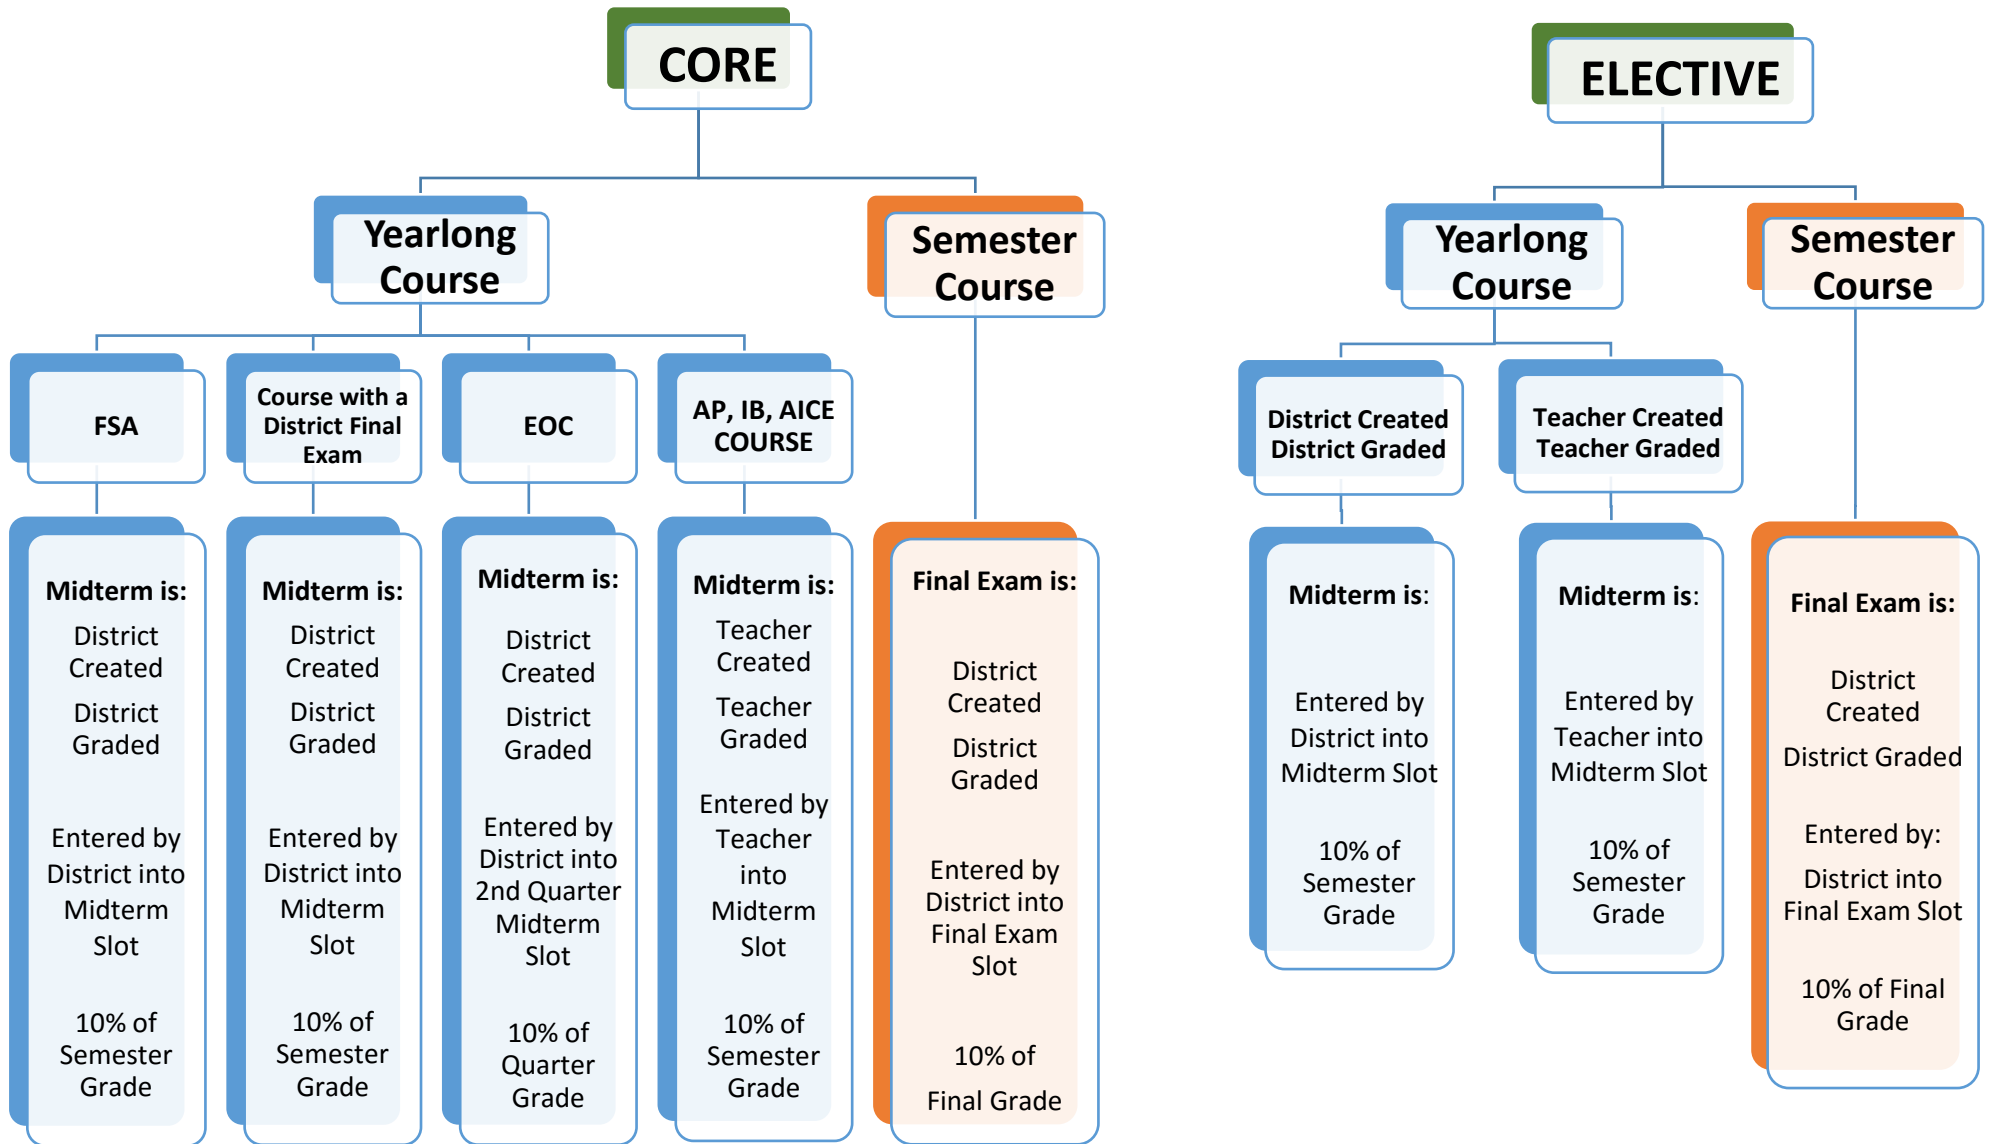 CORE
Yearlong
Course
Semester
Course
FSA
Course with a
District Final
Exam
EOC
AP, IB, AICE
COURSE
Midterm is:
District
Created
District
Graded
Entered by
District into
Midterm
Slot
10% of
Semester
Grade
Midterm is:
District
Created
District
Graded
Entered by
District into
Midterm
Slot
10% of
Semester
Grade
Midterm is:
District
Created
District
Graded
Entered by
District into
2nd Quarter
Midterm
Slot
10% of
Quarter
Grade
Midterm is:
Teacher
Created
Teacher
Graded
Entered by
Teacher
into
Midterm
Slot
10% of
Semester
Grade
Final Exam is:
District
Created
District
Graded
Entered by
District into
Final Exam
Slot
10% of
Final Grade
ELECTIVE
Yearlong
Course
Semester
Course
District Created
District Graded
Teacher Created
Teacher Graded
Midterm is:
Entered by
District into
Midterm Slot
10% of
Semester
Grade
Midterm is:
Entered by
Teacher into
Midterm Slot
10% of
Semester
Grade
Final Exam is:
District
Created
District Graded
Entered by:
District into
Final Exam Slot
10% of Final
Grade